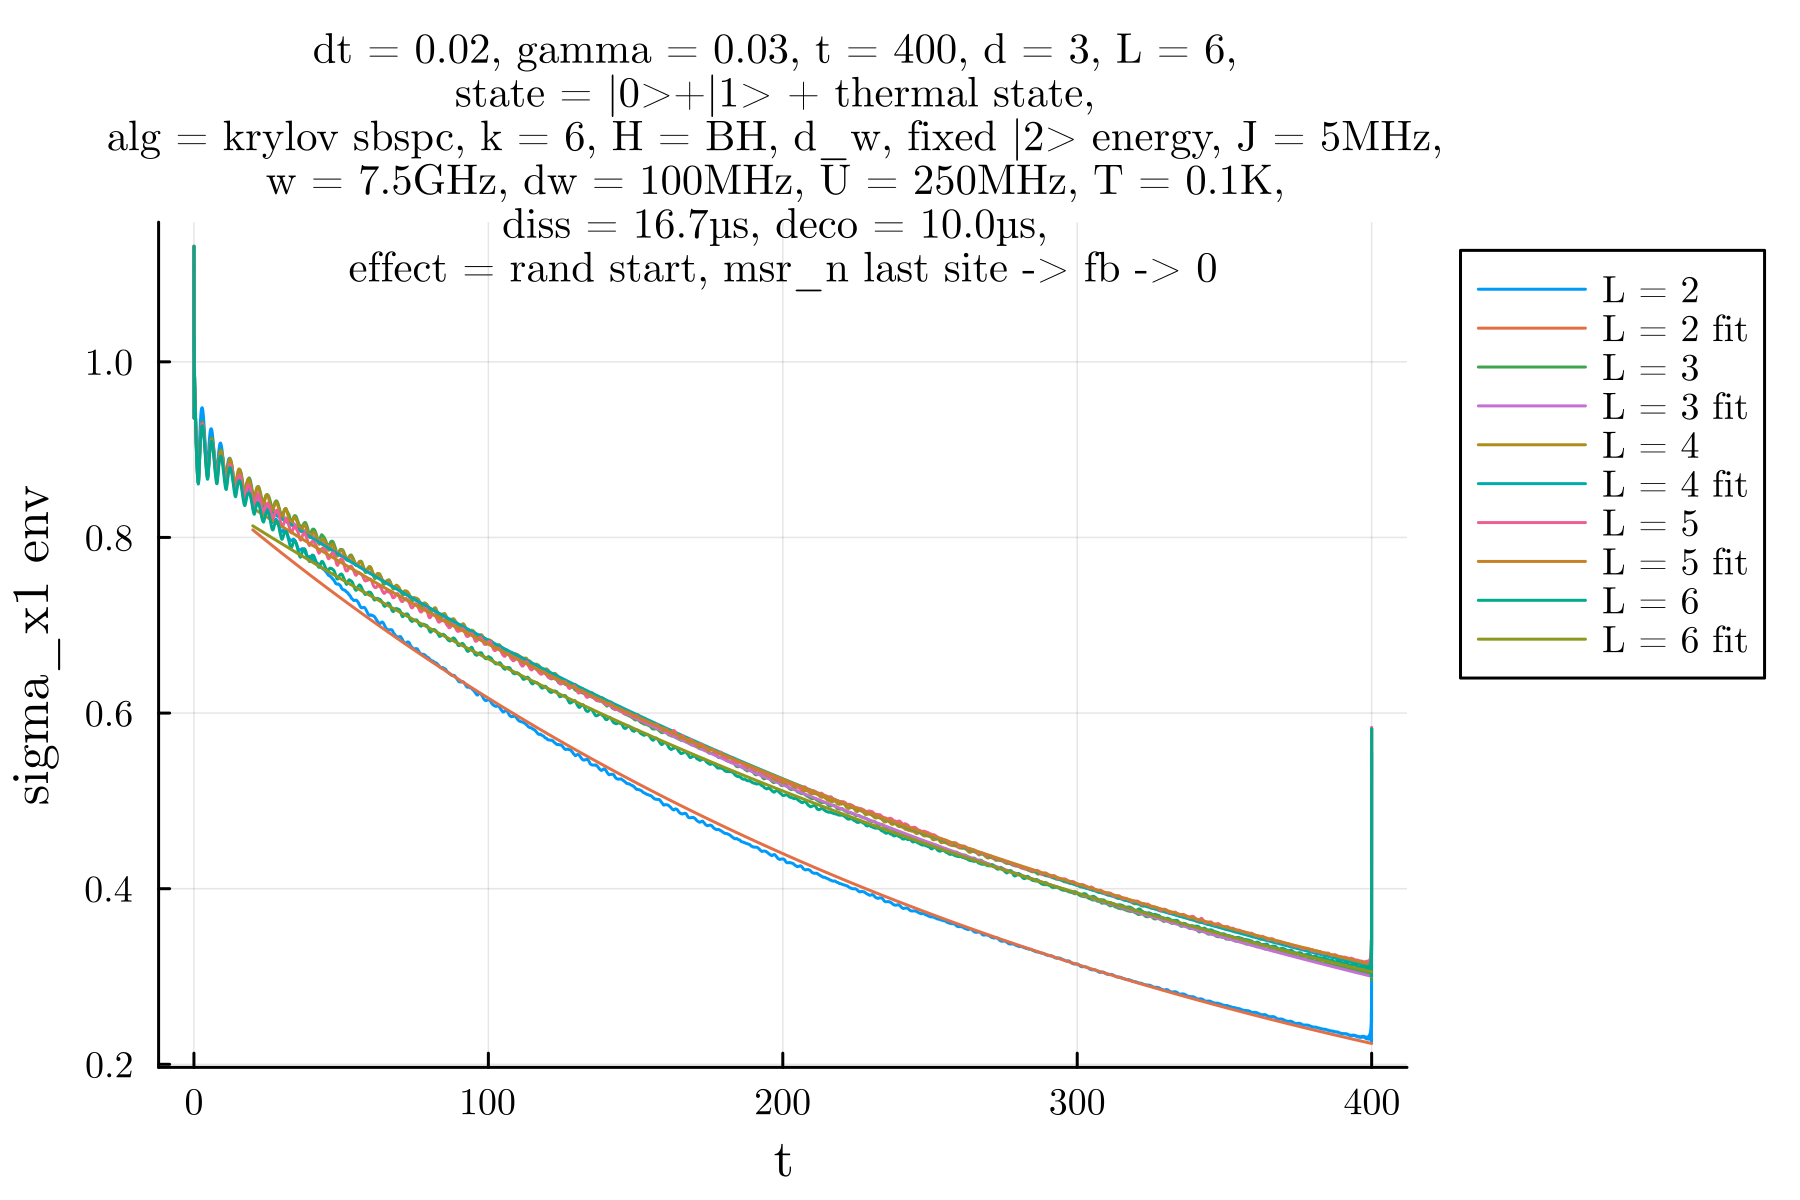 dt = 0.02, gamma = 0.03, t = 400, d = 3, L = 6,
state = |0>+|1> + thermal state,
alg = krylov sbspc, k = 6, H = BH, d_w, fixed |2> energy, J = 5MHz,
w = 7.5GHz, dw = 100MHz, U = 250MHz, T = 0.1K,
diss = 16.7µs, deco = 10.0µs,
effect = rand start, msr_n last site -> fb -> 0
sigma_x1 env
1.0
0.8
0.6
0.4
0.2
0 100 200 300 400
t
L = 2
L = 2 fit
L = 3
L = 3 fit
L = 4
L = 4 fit
L = 5
L = 5 fit
L = 6
L = 6 fit